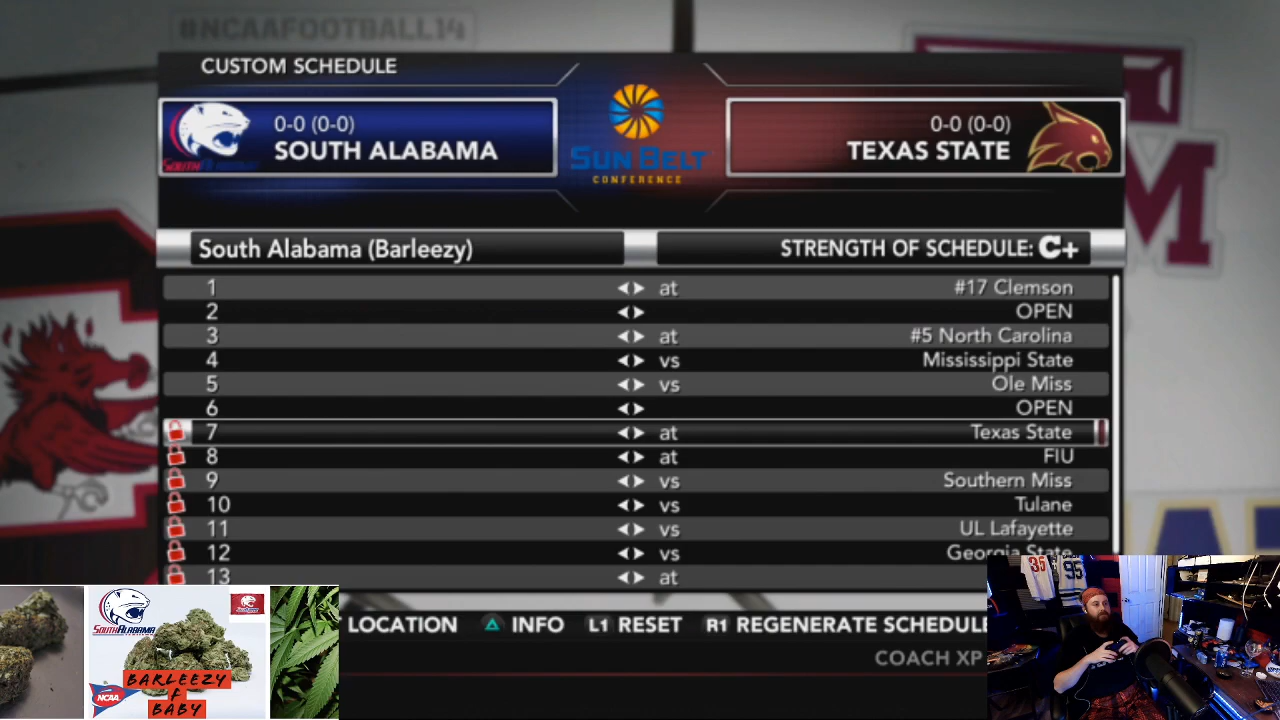 #NCAAFOOTBALL14
CUSTOM SCHEDULE
0-0 (0-0)
SOUTH ALABAMA
SOUTH ALABAMA
SUN BELT
CONFERENCE
0-0 (0-0)
TEXAS STATE
South Alabama (Barleezy)
STRENGTH OF SCHEDULE: C+
1 at #17 Clemson
2 OPEN
3 at #5 North Carolina
4 vs Mississippi State
5 vs Ole Miss
6 OPEN
7 at Texas State
8 at FIU
9 vs Southern Miss
10 vs Tulane
11 vs UL Lafayette
12 vs Georgia State
13 at
LOCATION INFO L1 RESET R1 REGENERATE SCHEDULE
COACH XP
SOUTH ALABAMA
BARLEEZY
F
BABY
NCAA
M
35
95